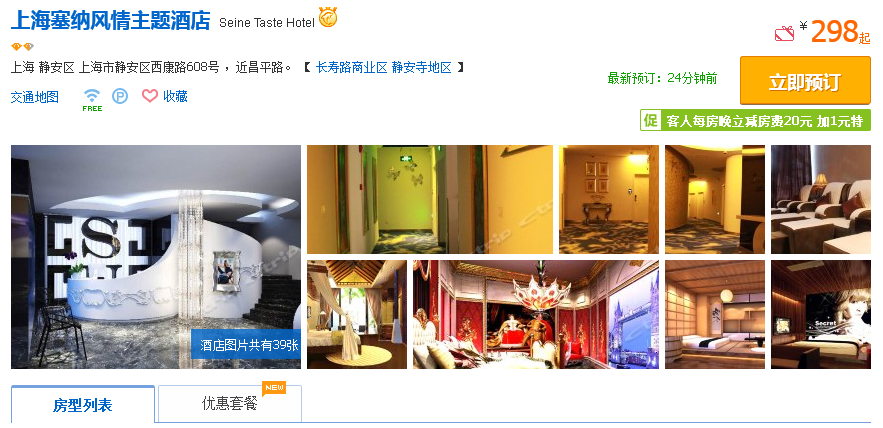 上海塞纳风情主题酒店 Seine Taste Hotel
¥298起
上海 静安区 上海市静安区西康路608号 ，近昌平路。 【 长寿路商业区 静安寺地区 】
最新预订：24分钟前
立即预订
交通地图 FREE P 收藏
促 客人每房晚立减房费20元 加1元特
S
Secret
酒店图片共有39张
房型列表
优惠套餐 NEW